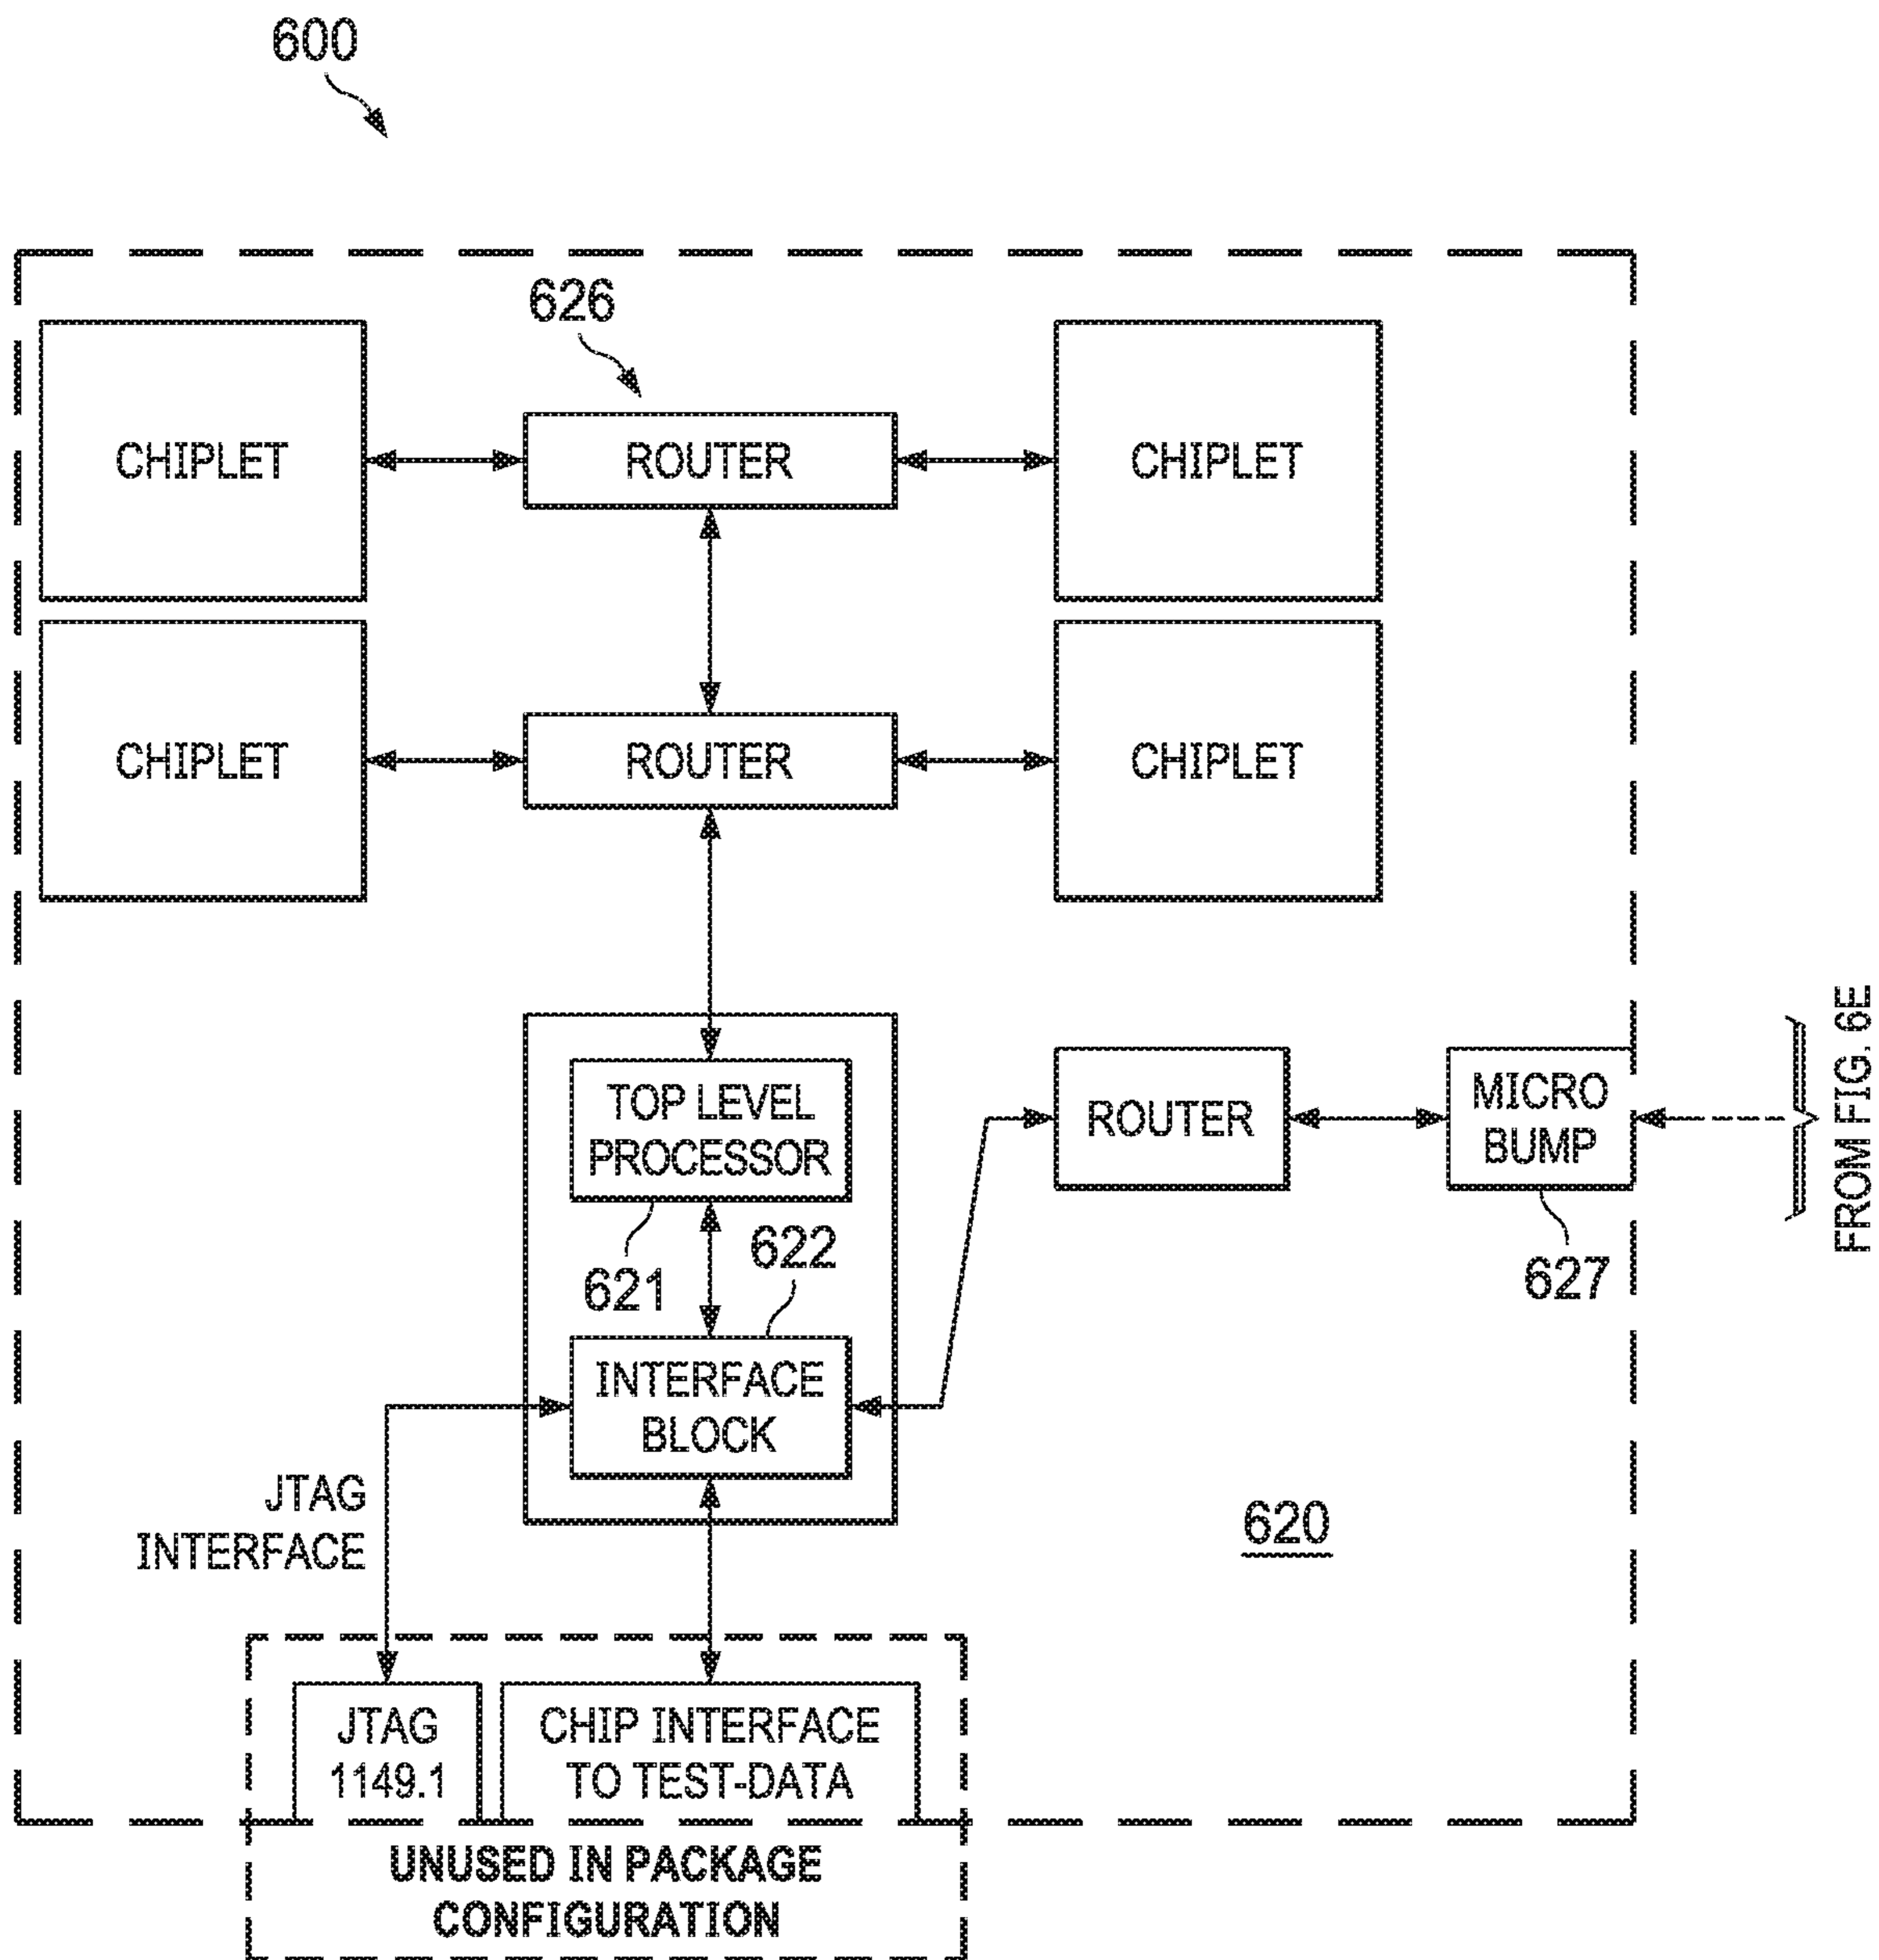 600
626
CHIPLET
ROUTER
CHIPLET
CHIPLET
ROUTER
CHIPLET
TOP LEVEL
PROCESSOR
621
622
INTERFACE
BLOCK
ROUTER
MICRO
BUMP
627
FROM FIG. 6E
JTAG
INTERFACE
620
JTAG
1149.1
CHIP INTERFACE
TO TEST-DATA
UNUSED IN PACKAGE
CONFIGURATION